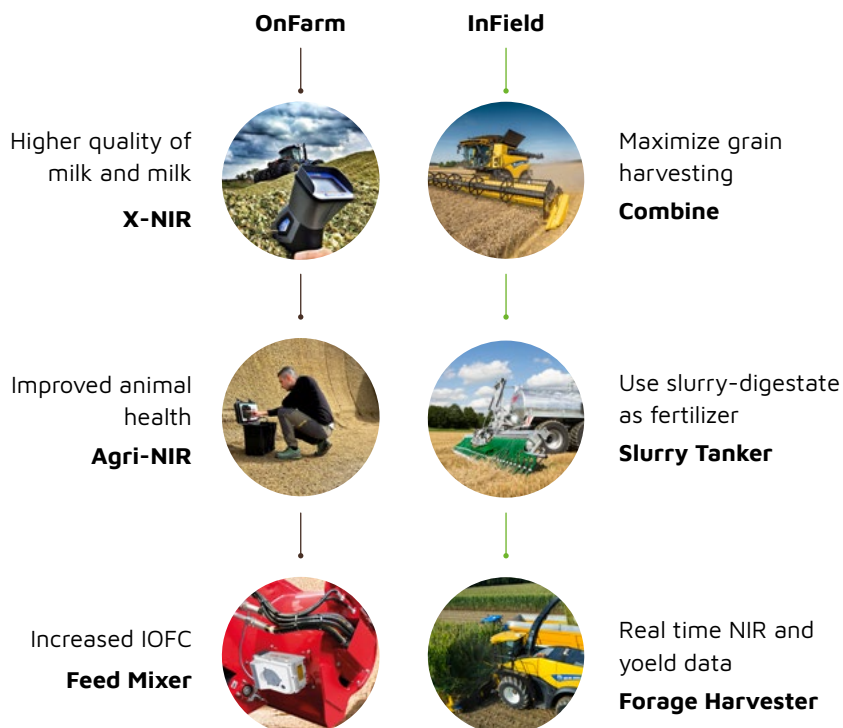 OnFarm
InField
Higher quality of
milk and milk
X-NIR
Maximize grain
harvesting
Combine
Improved animal
health
Agri-NIR
Use slurry-digestate
as fertilizer
Slurry Tanker
Increased IOFC
Feed Mixer
Real time NIR and
yoeld data
Forage Harvester